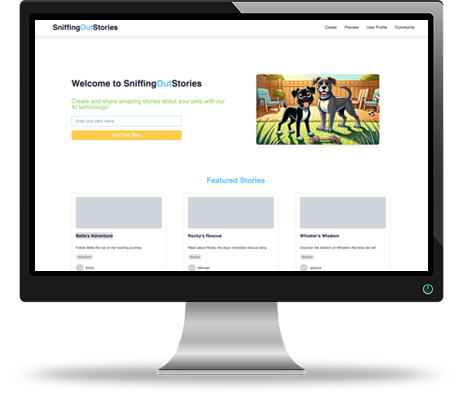 SniffingOutStories
Create Preview User Profile Community
Welcome to SniffingOutStories
Create and share amazing stories about your pets with our
AI technology!
Enter your pet's name
Start Your Story
Featured Stories
Bella's Adventure Rocky's Rescue Whisker's Wisdom
Follow Bella the cat on her exciting journey. Read about Rocky the dog's incredible rescue story. Discover the wisdom of Whiskers the wise old cat.
Adventure Rescue Wisdom
Emily Michael Jessica